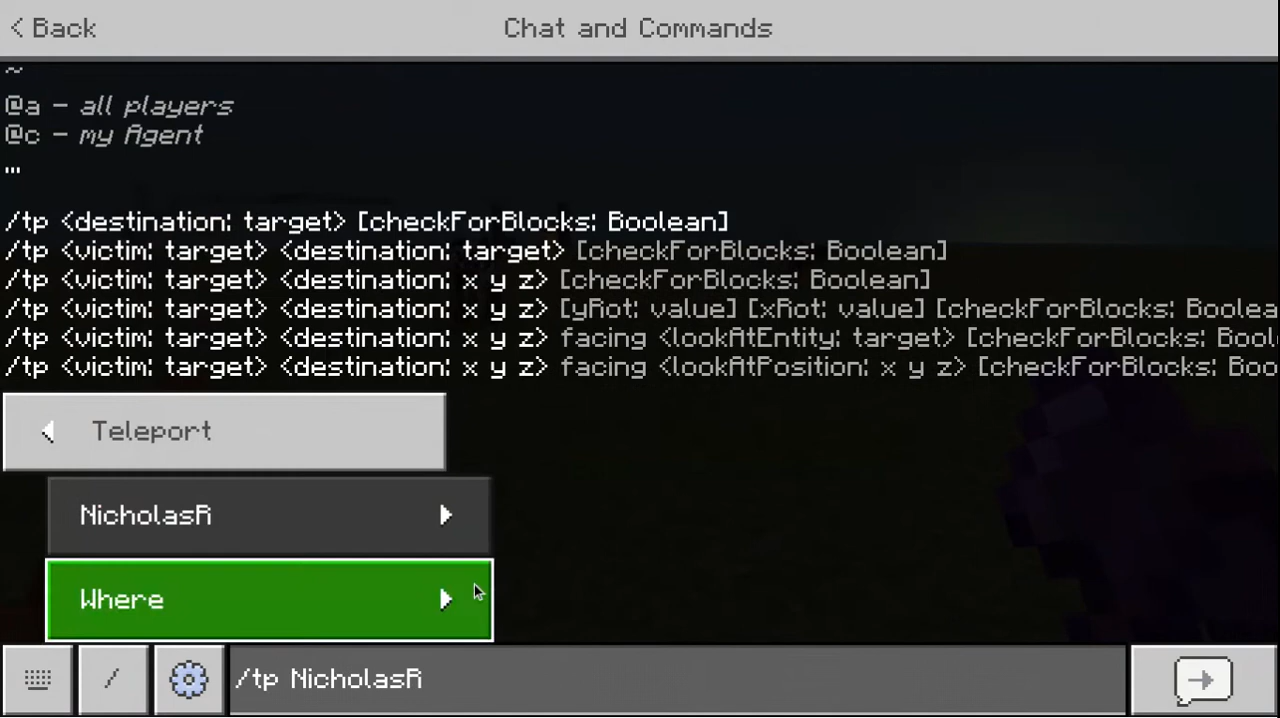 < Back
Chat and Commands
~
@a - all players
@c - my Agent
...
/tp <destination: target> [checkForBlocks: Boolean]
/tp <victim: target> <destination: target> [checkForBlocks: Boolean]
/tp <victim: target> <destination: x y z> [checkForBlocks: Boolean]
/tp <victim: target> <destination: x y z> [yRot: value] [xRot: value] [checkForBlocks: Boolea
/tp <victim: target> <destination: x y z> facing <lookAtEntity: target> [checkForBlocks: Bool
/tp <victim: target> <destination: x y z> facing <lookAtPosition: x y z> [checkForBlocks: Boo
Teleport
NicholasR
Where
/
/tp NicholasR